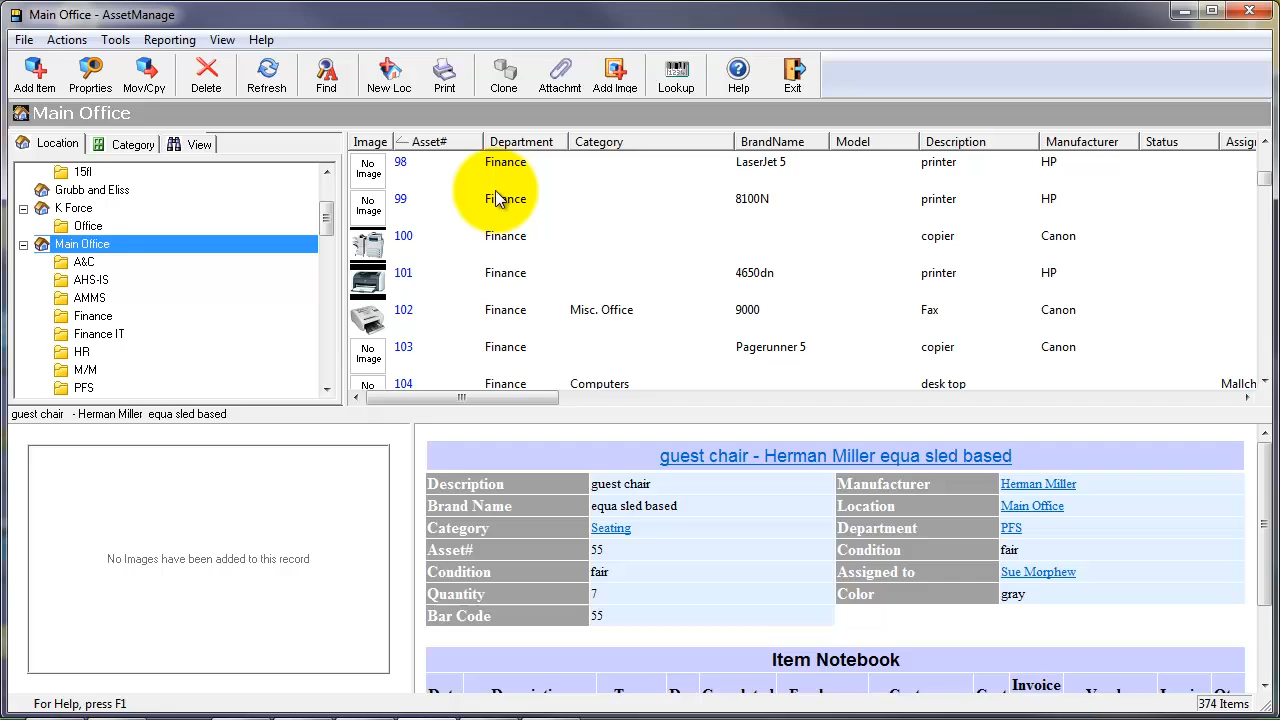 Main Office - AssetManage
File Actions Tools Reporting View Help
Add Item Properties Mov/Cpy Delete Refresh Find New Loc Print Clone Attachmt Add Imge Lookup Help Exit
Main Office
Location Category View
15fl
Grubb and Eliss
K Force
Office
Main Office
A&C
AHS-IS
AMMS
Finance
Finance IT
HR
M/M
PFS
Image Asset# Department Category BrandName Model Description Manufacturer Status Assig
No Image 98 Finance LaserJet 5 printer HP
No Image 99 Finance 8100N printer HP
100 Finance copier Canon
101 Finance 4650dn printer HP
102 Finance Misc. Office 9000 Fax Canon
No Image 103 Finance Pagerunner 5 copier Canon
No 104 Finance Computers desk top Mallch
guest chair - Herman Miller equa sled based
No Images have been added to this record
guest chair - Herman Miller equa sled based
Description guest chair Manufacturer Herman Miller
Brand Name equa sled based Location Main Office
Category Seating Department PFS
Asset# 55 Condition fair
Condition fair Assigned to Sue Morphew
Quantity 7 Color gray
Bar Code 55
Item Notebook
Invoice
For Help, press F1
374 Items